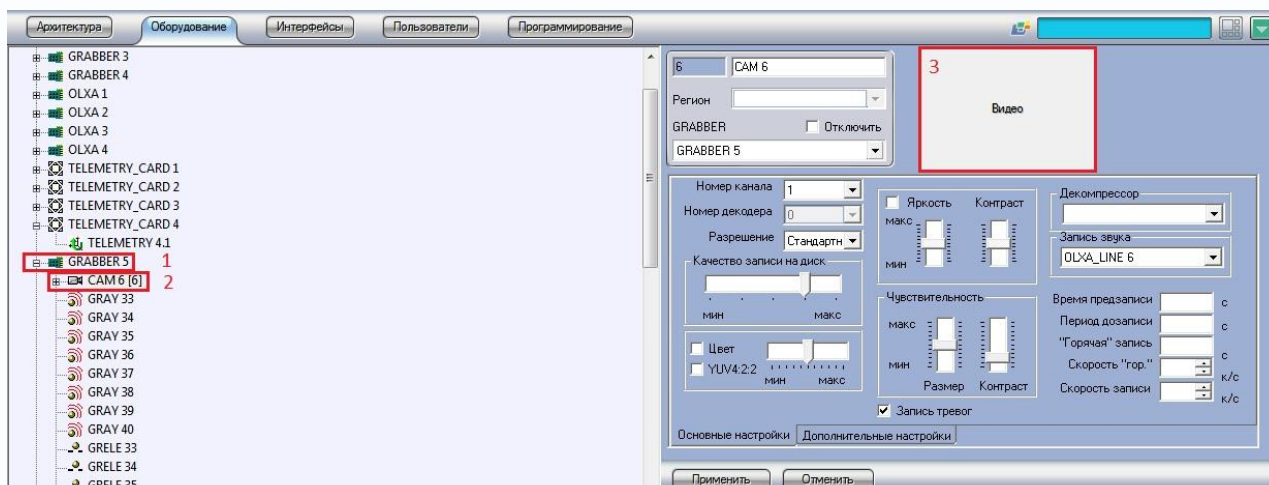 Архитектура
Оборудование
Интерфейсы
Пользователи
Программирование
GRABBER 3
GRABBER 4
OLXA 1
OLXA 2
OLXA 3
OLXA 4
TELEMETRY_CARD 1
TELEMETRY_CARD 2
TELEMETRY_CARD 3
TELEMETRY_CARD 4
TELEMETRY 4.1
GRABBER 5 1
CAM 6 [6] 2
GRAY 33
GRAY 34
GRAY 35
GRAY 36
GRAY 37
GRAY 38
GRAY 39
GRAY 40
GRELE 33
GRELE 34
GRELE 35
6 CAM 6
Регион
GRABBER Отключить
GRABBER 5
3
Видео
Номер канала 1
Номер декодера 0
Разрешение Стандартн
Качество записи на диск
мин макс
Цвет
YUV4:2:2
мин макс
Яркость Контраст
макс
мин
Чувствительность
макс
мин
Размер Контраст
Запись тревог
Декомпрессор
Запись звука
OLXA_LINE 6
Время предзаписи с
Период дозаписи с
"Горячая" запись с
Скорость "гор." к/с
Скорость записи к/с
Основные настройки Дополнительные настройки
Применить Отменить